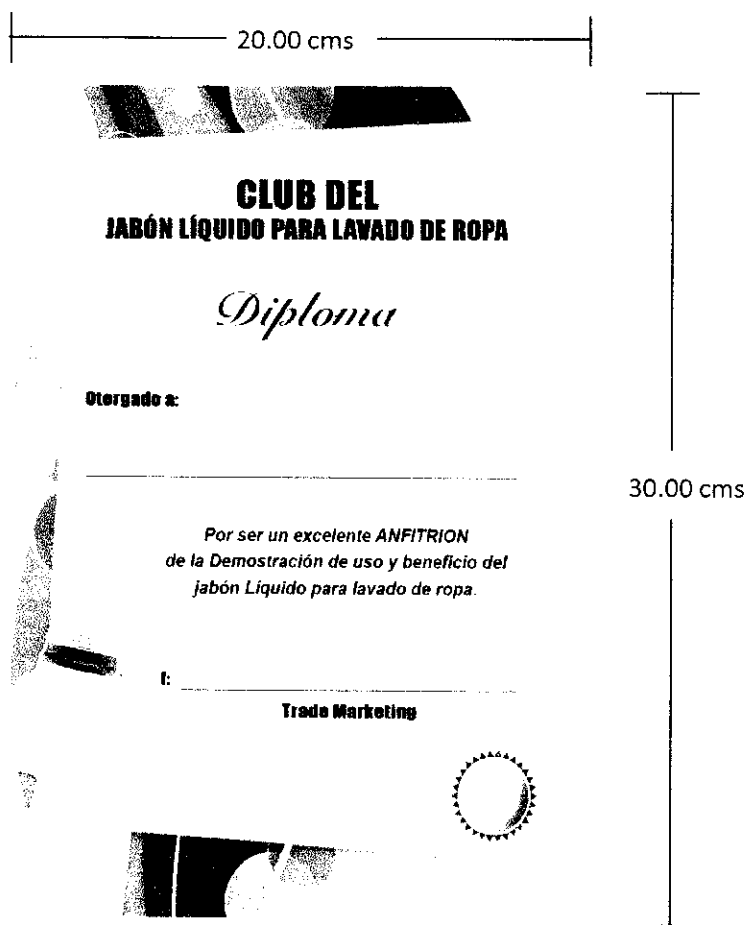 20.00 cms
CLUB DEL
JABÓN LÍQUIDO PARA LAVADO DE ROPA
Diploma
Otorgado a:
30.00 cms
Por ser un excelente ANFITRION
de la Demostración de uso y beneficio del
jabón Líquido para lavado de ropa.
f:
Trade Marketing